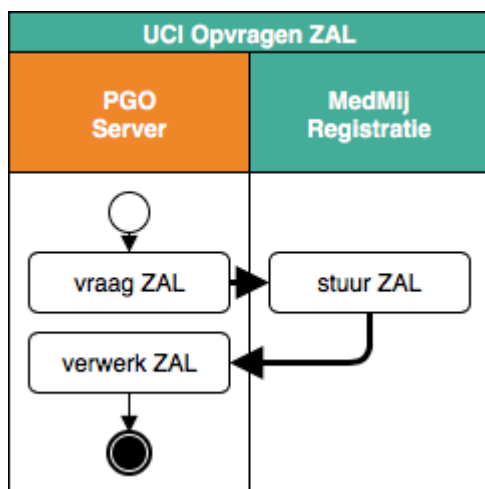 UCI Opvragen ZAL
PGO
Server
MedMij
Registratie
vraag ZAL
stuur ZAL
verwerk ZAL